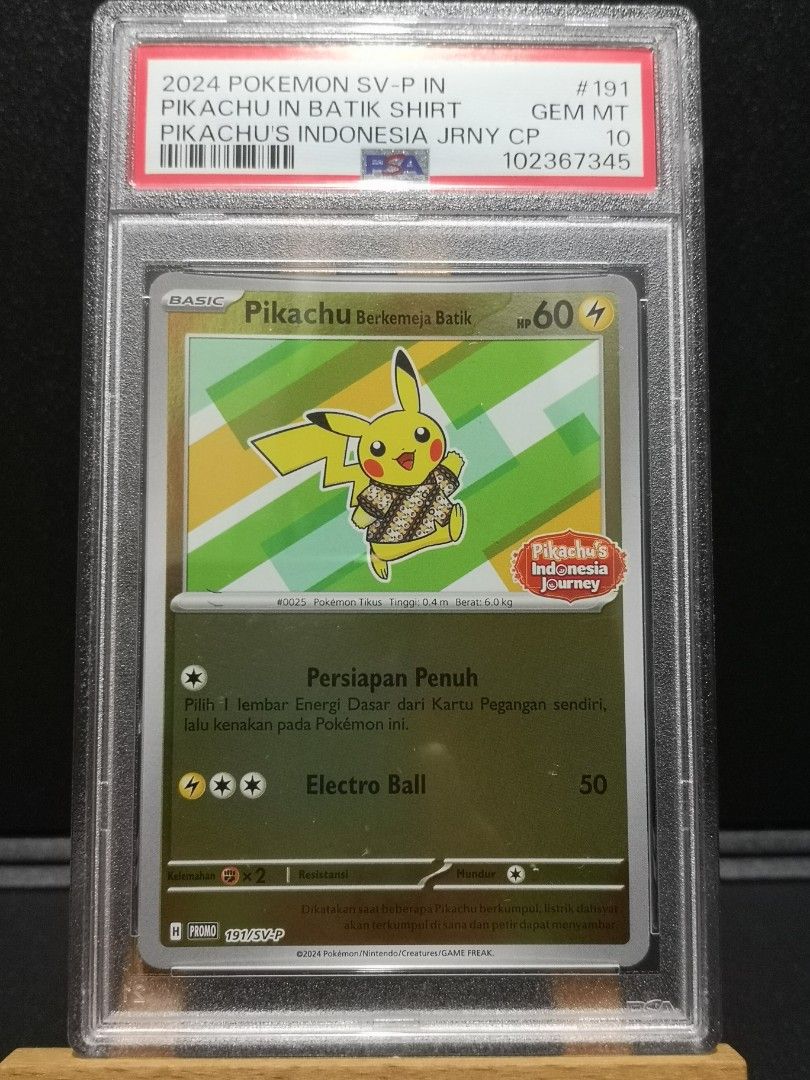 2024 POKEMON SV-P IN #191
PIKACHU IN BATIK SHIRT GEM MT
PIKACHU'S INDONESIA JRNY CP 10
PSA 102367345
BASIC Pikachu Berkemeja Batik HP 60
Pikachu's
Indonesia
Journey
#0025 Pokémon Tikus Tinggi: 0.4 m Berat: 6.0 kg
Persiapan Penuh
Pilih 1 lembar Energi Dasar dari Kartu Pegangan sendiri,
lalu kenakan pada Pokémon ini.
Electro Ball 50
Kelemahan ×2 Resistansi Mundur
Dikatakan saat beberapa Pikachu berkumpul, listrik dahsyat
akan terkumpul di sana dan petir dapat menyambar.
H PROMO 191/SV-P
©2024 Pokémon/Nintendo/Creatures/GAME FREAK.
PSA